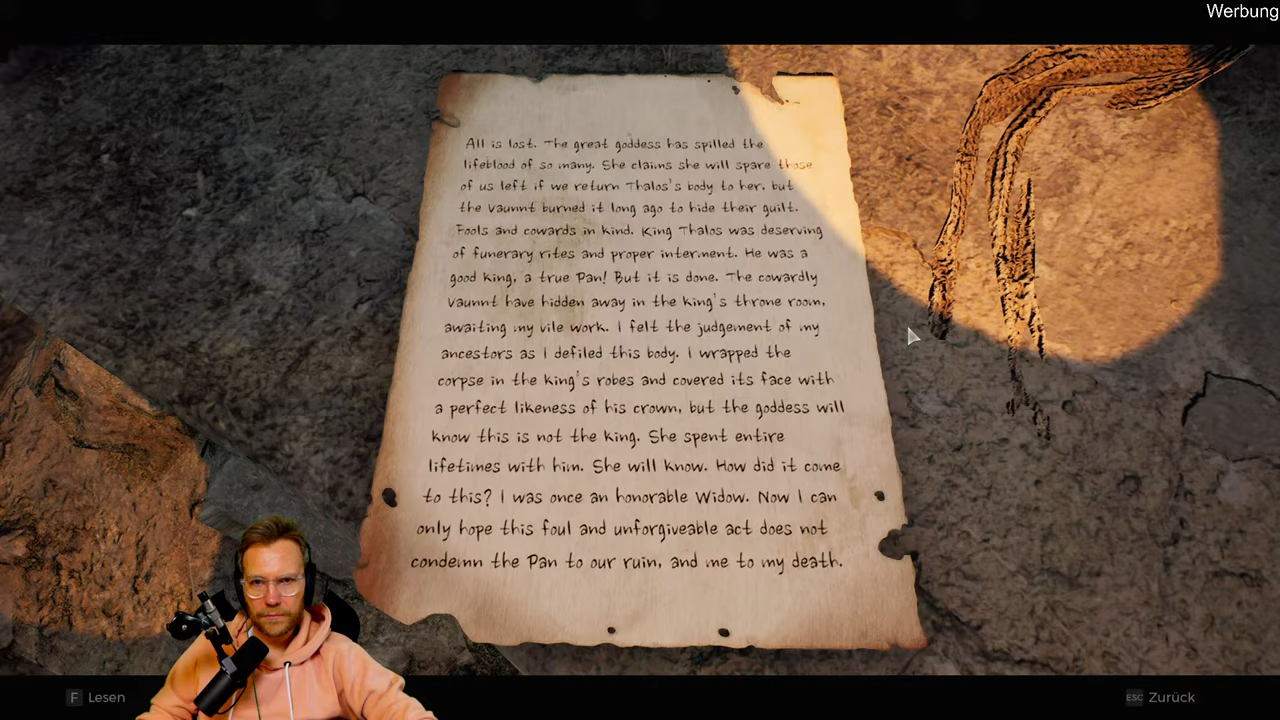 Werbung
All is lost. The great goddess has spilled the
lifeblood of so many. She claims she will spare those
of us left if we return Thalos's body to her, but
the Vaunnt burned it long ago to hide their guilt.
Fools and cowards in kind. King Thalos was deserving
of funerary rites and proper interment. He was a
good king, a true Pan! But it is done. The cowardly
Vaunnt have hidden away in the king's throne room,
awaiting my vile work. I felt the judgement of my
ancestors as I defiled this body. I wrapped the
corpse in the king's robes and covered its face with
a perfect likeness of his crown, but the goddess will
know this is not the king. She spent entire
lifetimes with him. She will know. How did it come
to this? I was once an honorable Widow. Now I can
only hope this foul and unforgiveable act does not
condemn the Pan to our ruin, and me to my death.
F Lesen
ESC Zurück